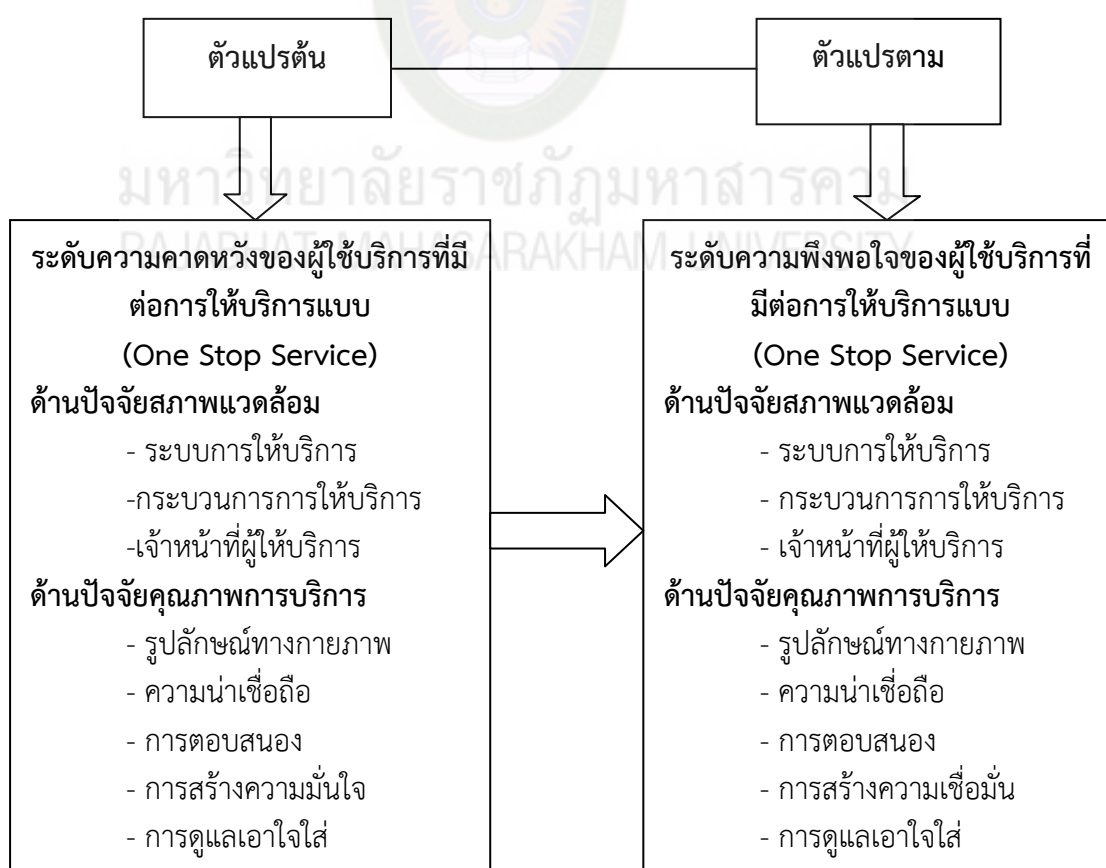 ตัวแปรต้น
ตัวแปรตาม
มหาวิทยาลัยราชภัฏมหาสารคาม
RAJABHAT MAHASARAKHAM UNIVERSITY
ระดับความคาดหวังของผู้ใช้บริการที่มี
ต่อการให้บริการแบบ
(One Stop Service)
ด้านปัจจัยสภาพแวดล้อม
- ระบบการให้บริการ
-กระบวนการการให้บริการ
-เจ้าหน้าที่ผู้ให้บริการ
ด้านปัจจัยคุณภาพการบริการ
- รูปลักษณ์ทางกายภาพ
- ความน่าเชื่อถือ
- การตอบสนอง
- การสร้างความมั่นใจ
- การดูแลเอาใจใส่
ระดับความพึงพอใจของผู้ใช้บริการที่
มีต่อการให้บริการแบบ
(One Stop Service)
ด้านปัจจัยสภาพแวดล้อม
- ระบบการให้บริการ
- กระบวนการการให้บริการ
- เจ้าหน้าที่ผู้ให้บริการ
ด้านปัจจัยคุณภาพการบริการ
- รูปลักษณ์ทางกายภาพ
- ความน่าเชื่อถือ
- การตอบสนอง
- การสร้างความเชื่อมั่น
- การดูแลเอาใจใส่